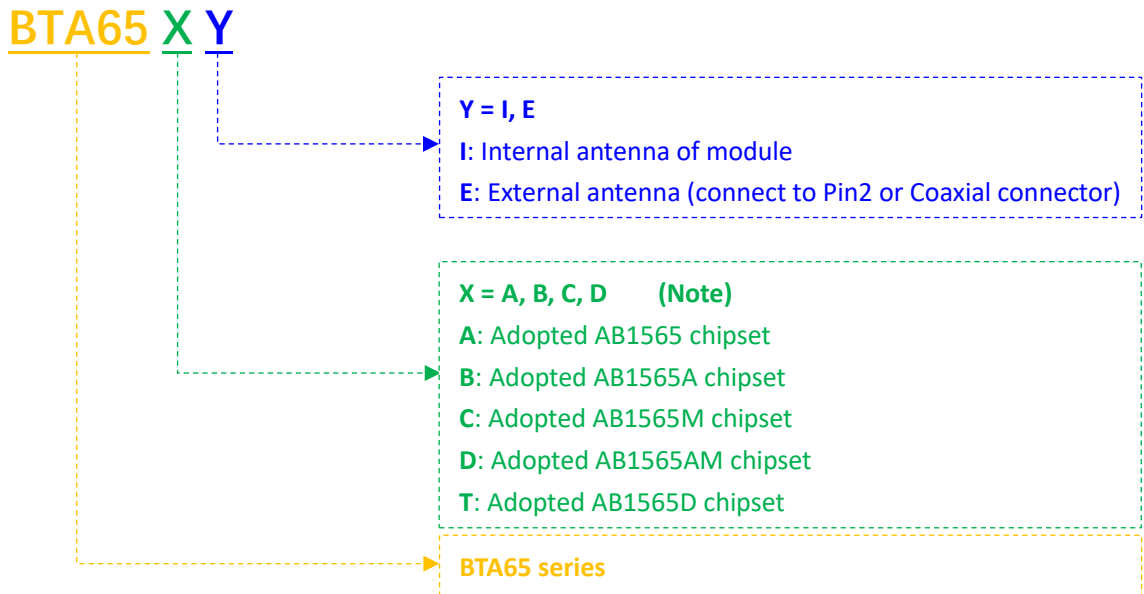 BTA65 X Y
Y = I, E
I: Internal antenna of module
E: External antenna (connect to Pin2 or Coaxial connector)
X = A, B, C, D (Note)
A: Adopted AB1565 chipset
B: Adopted AB1565A chipset
C: Adopted AB1565M chipset
D: Adopted AB1565AM chipset
T: Adopted AB1565D chipset
BTA65 series